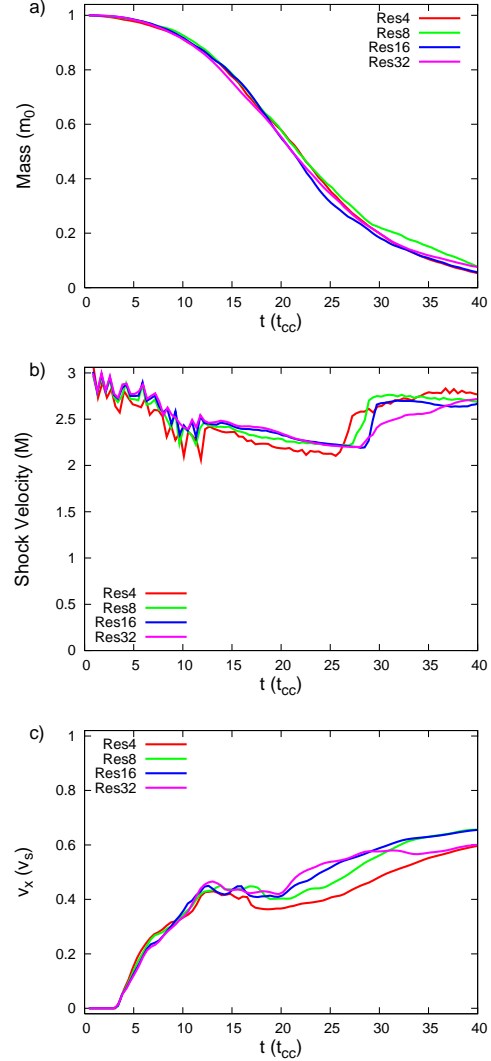 a)
1
0.8
0.6
0.4
0.2
0
Mass (m0)
Res4
Res8
Res16
Res32
0 5 10 15 20 25 30 35 40
t (tcc)
b)
3
2.5
2
1.5
1
0.5
0
Shock Velocity (M)
Res4
Res8
Res16
Res32
0 5 10 15 20 25 30 35 40
t (tcc)
c)
1
0.8
0.6
0.4
0.2
0
vx (vs)
Res4
Res8
Res16
Res32
0 5 10 15 20 25 30 35 40
t (tcc)